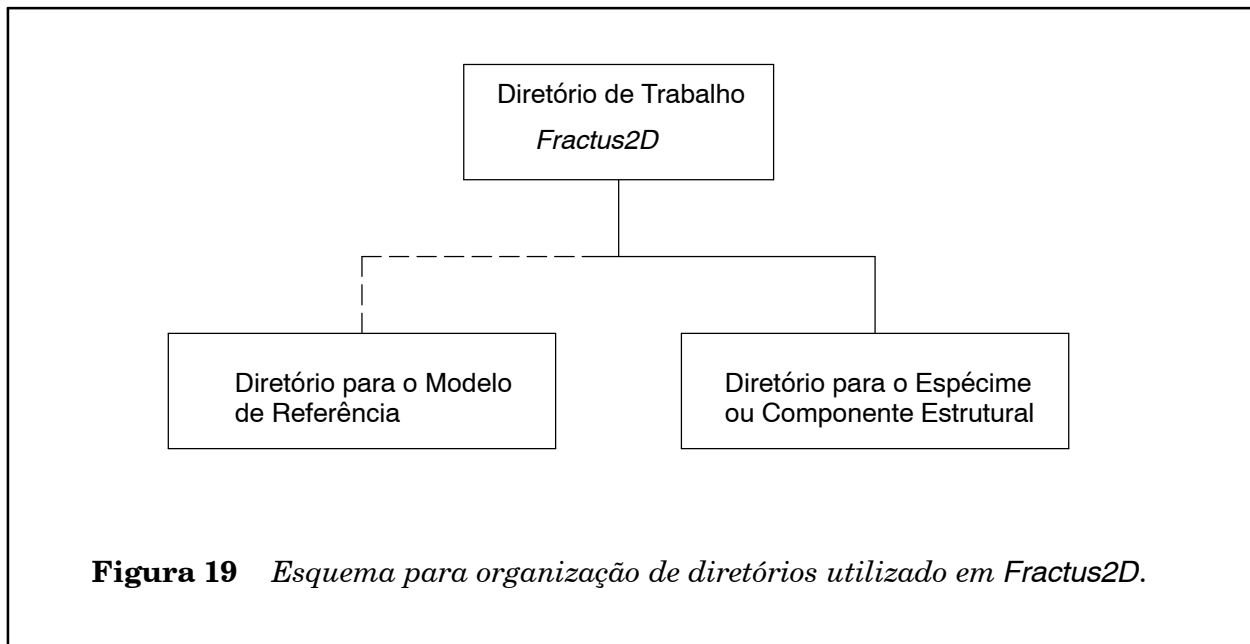 Diretório de Trabalho
Fractus2D
Diretório para o Modelo
de Referência
Diretório para o Espécime
ou Componente Estrutural
Figura 19 Esquema para organização de diretórios utilizado em Fractus2D.